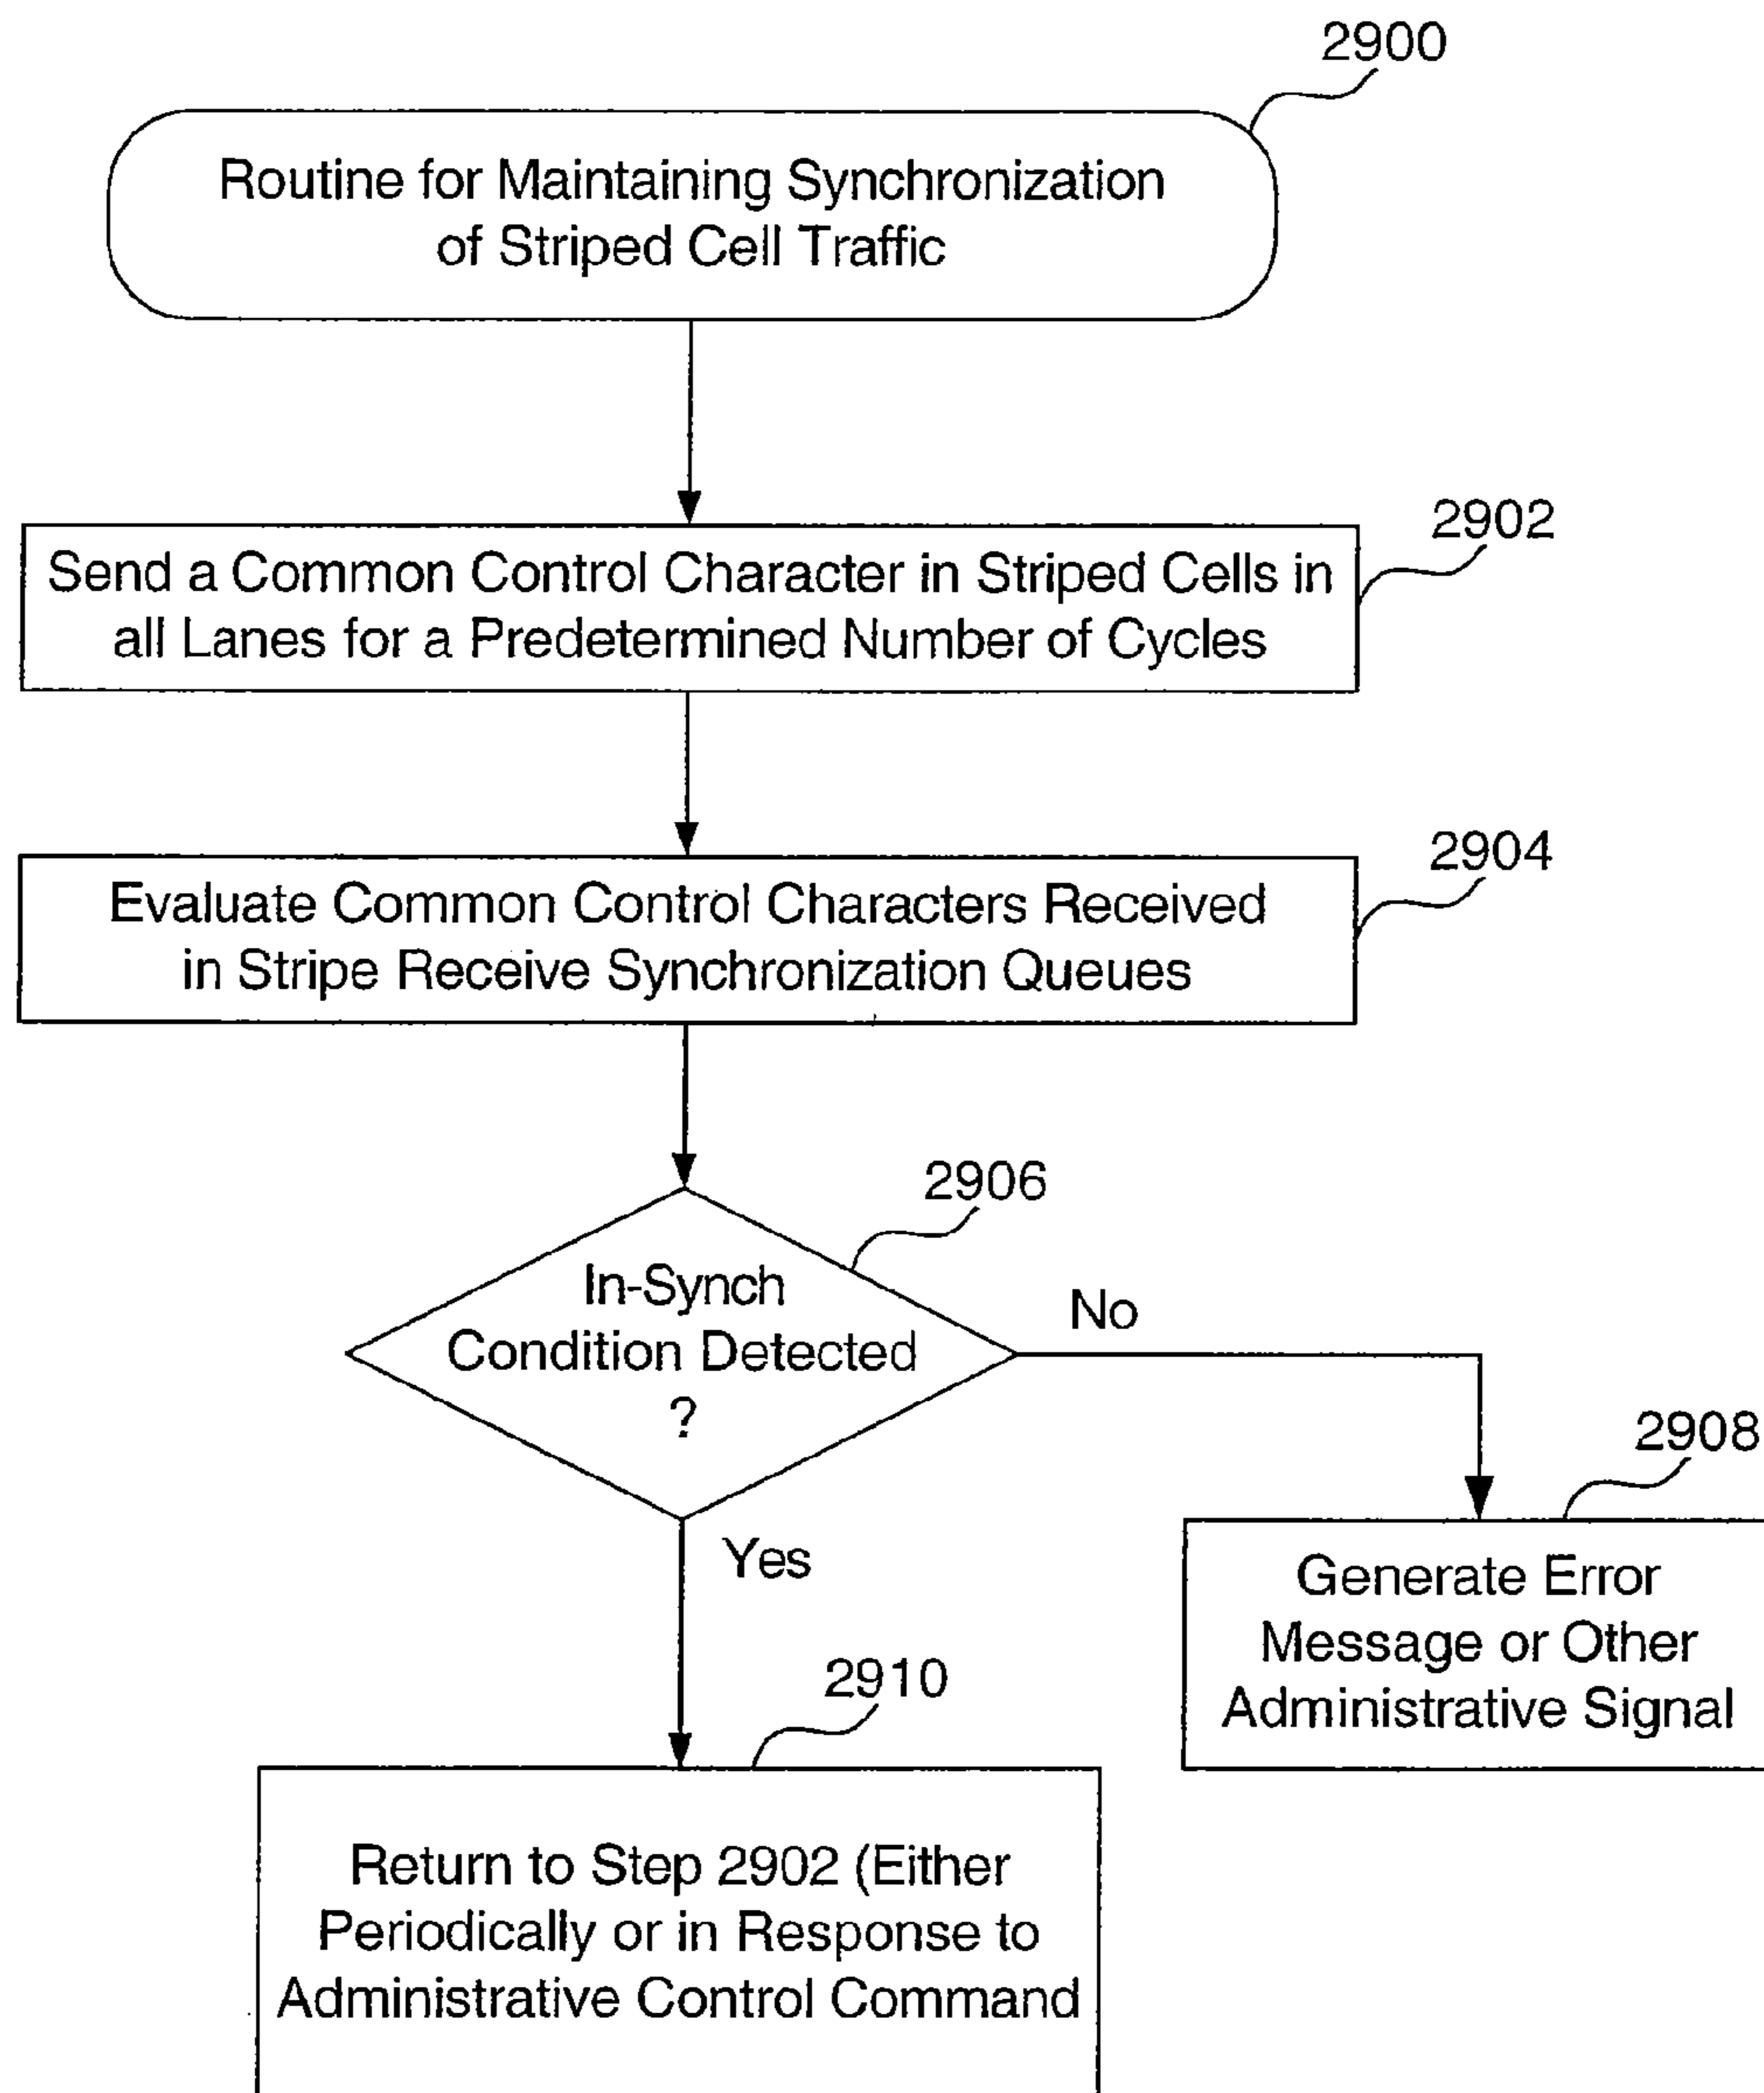 2900
Routine for Maintaining Synchronization
of Striped Cell Traffic
2902
Send a Common Control Character in Striped Cells in
all Lanes for a Predetermined Number of Cycles
2904
Evaluate Common Control Characters Received
in Stripe Receive Synchronization Queues
2906
In-Synch
Condition Detected
?
No
2908
Yes
Generate Error
Message or Other
Administrative Signal
2910
Return to Step 2902 (Either
Periodically or in Response to
Administrative Control Command